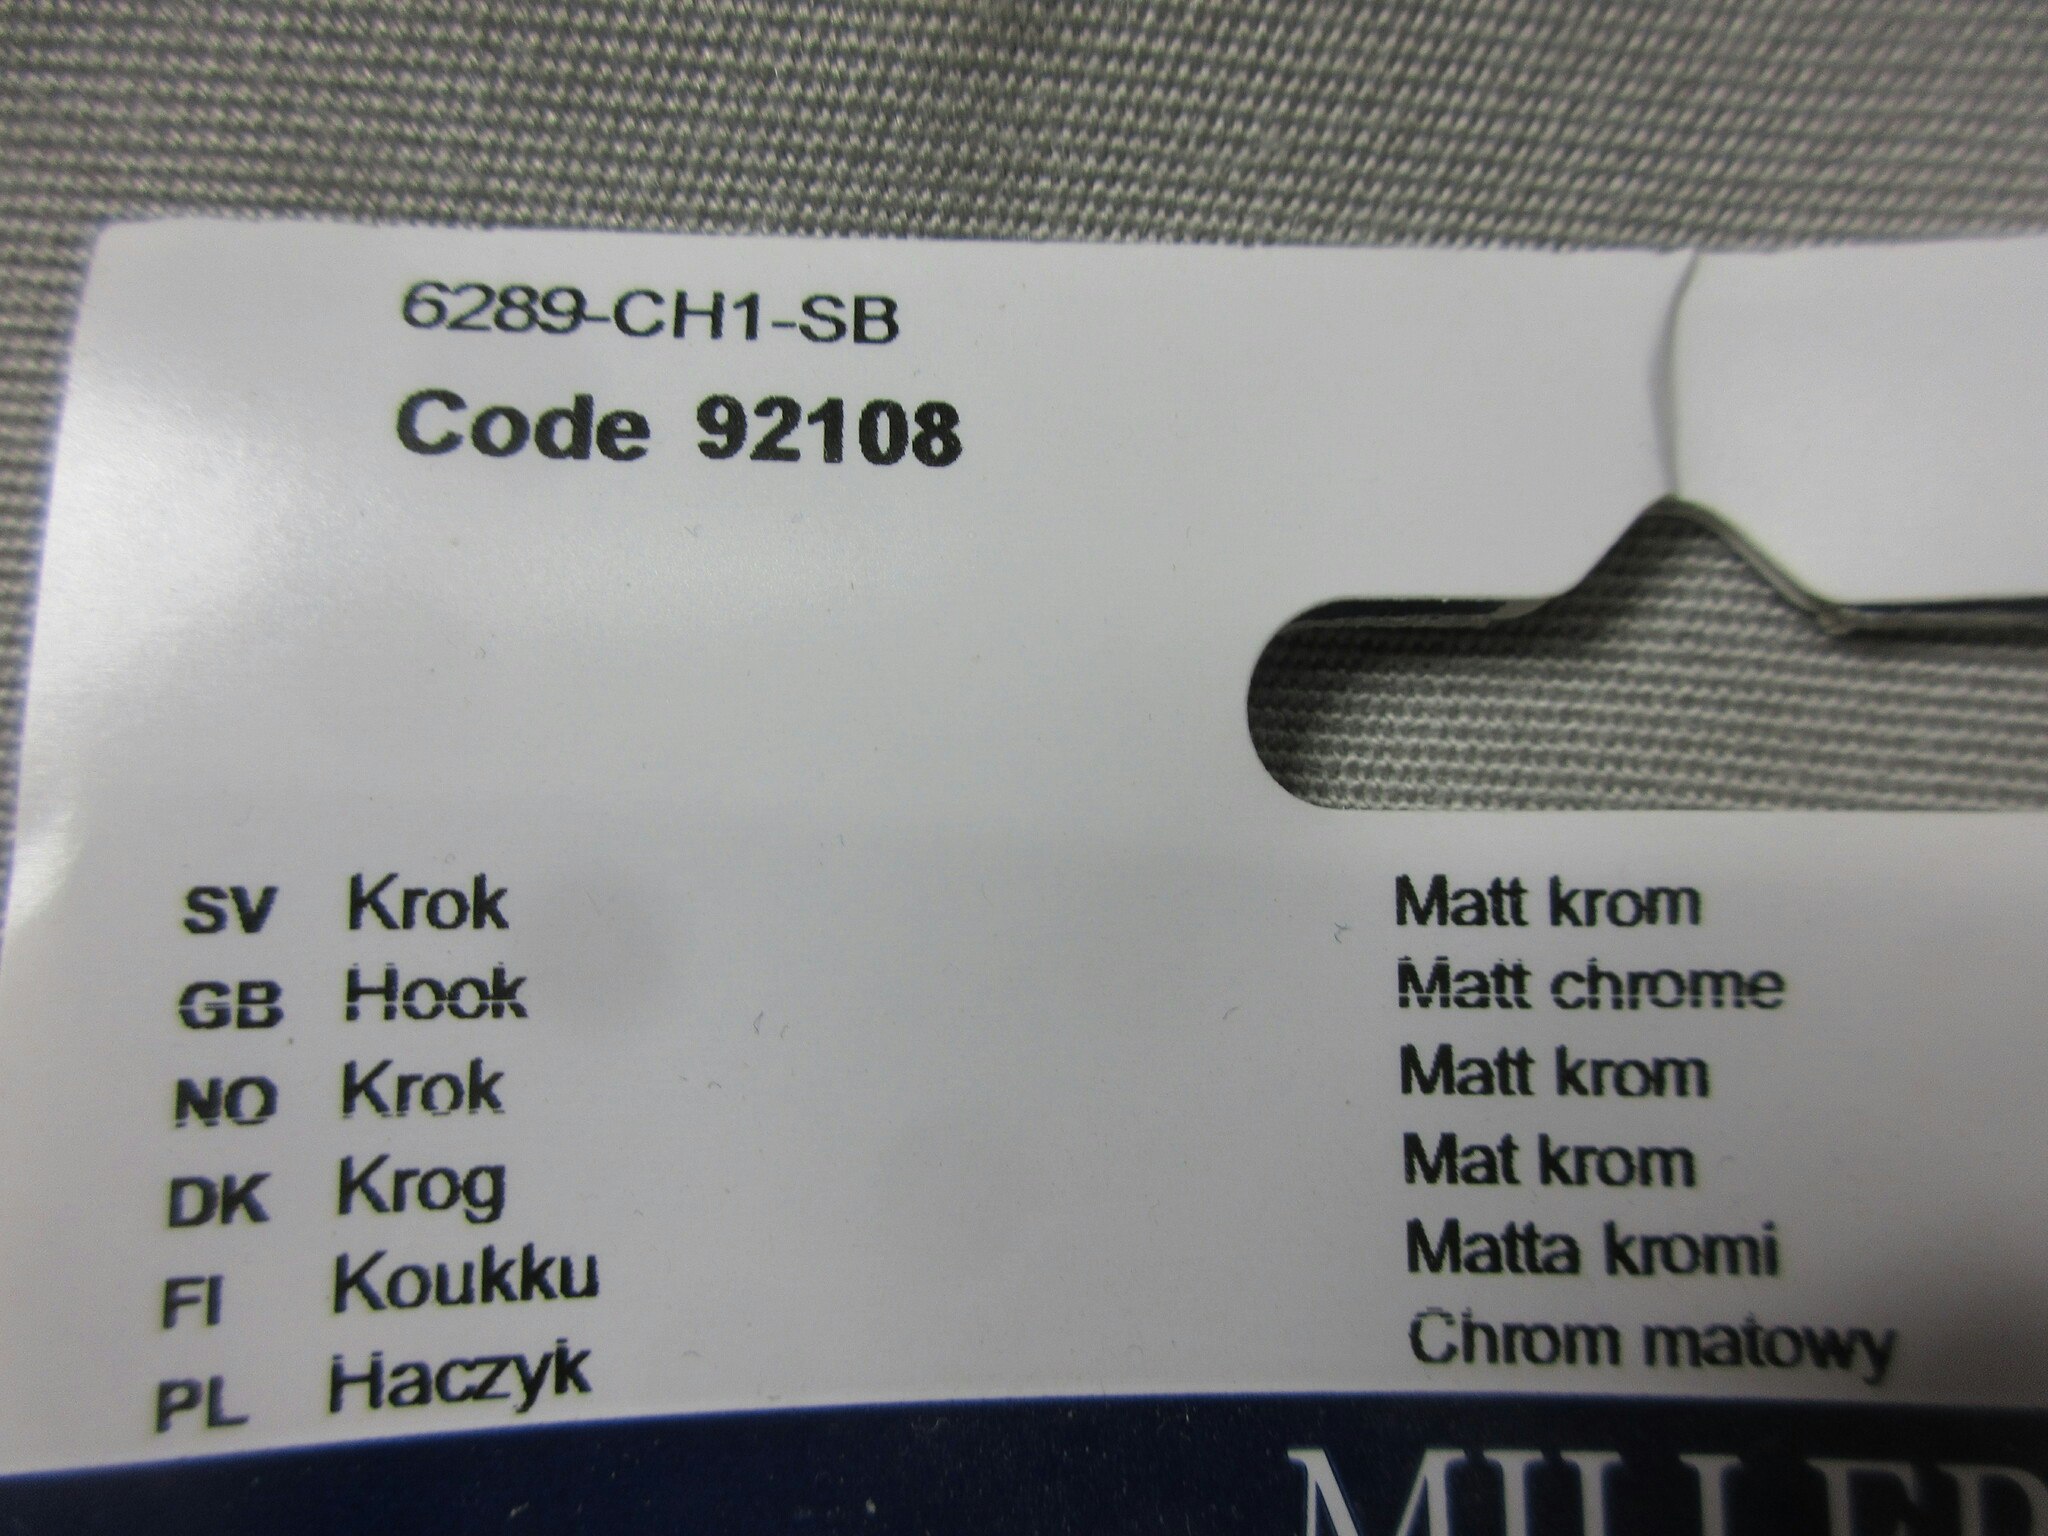 6289-CH1-SB
Code 92108
SV Krok Matt krom
GB Hook Matt chrome
NO Krok Matt krom
DK Krog Mat krom
FI Koukku Matta kromi
PL Haczyk Chrom matowy
MILLER